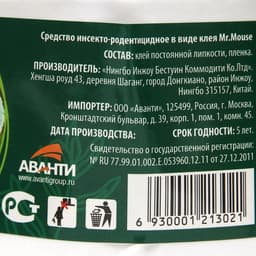 Средство инсекто-родентицидное в виде клея Mr.Mouse
СОСТАВ: клей постоянной липкости, пленка.
ПРОИЗВОДИТЕЛЬ: «Нингбо Инжоу Бестуин Коммодити Ко.Лтд».
Хенгша роуд 43, деревня Шаганг, город Донгкиано, район Инжоу,
Нингбо 315157, Китай.
ИМПОРТЕР: ООО «Аванти», 125499, Россия, г. Москва,
Кронштадтский бульвар, д. 39, корп. 1, пом. 1, комн. 45.
ДАТА ПРОИЗВОДСТВА:
СРОК ГОДНОСТИ: 5 лет.
Свидетельство о государственной регистрации:
№ RU 77.99.01.002.E.053960.12.11 от 27.12.2011
АВАНТИ
www.avantigroup.ru
РСТ
6 930001 213021